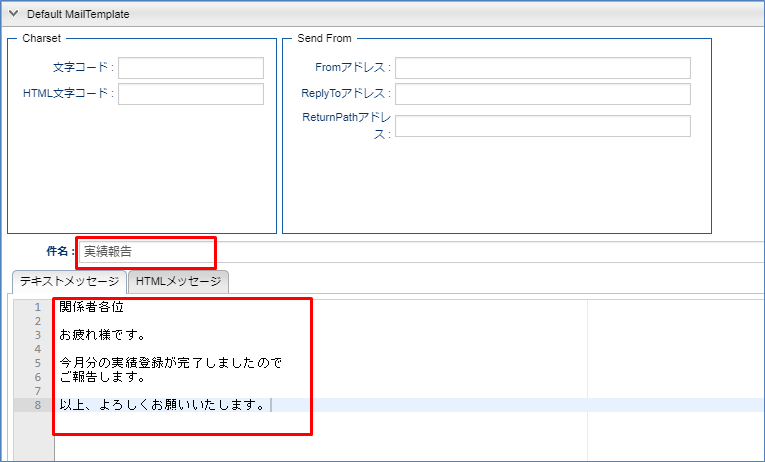 Default MailTemplate
Charset
文字コード :
HTML文字コード :
Send From
Fromアドレス :
ReplyToアドレス :
ReturnPathアドレ
ス :
件名 : 実績報告
テキストメッセージ HTMLメッセージ
1 関係者各位
2
3 お疲れ様です。
4
5 今月分の実績登録が完了しましたので
6 ご報告します。
7
8 以上、よろしくお願いいたします。